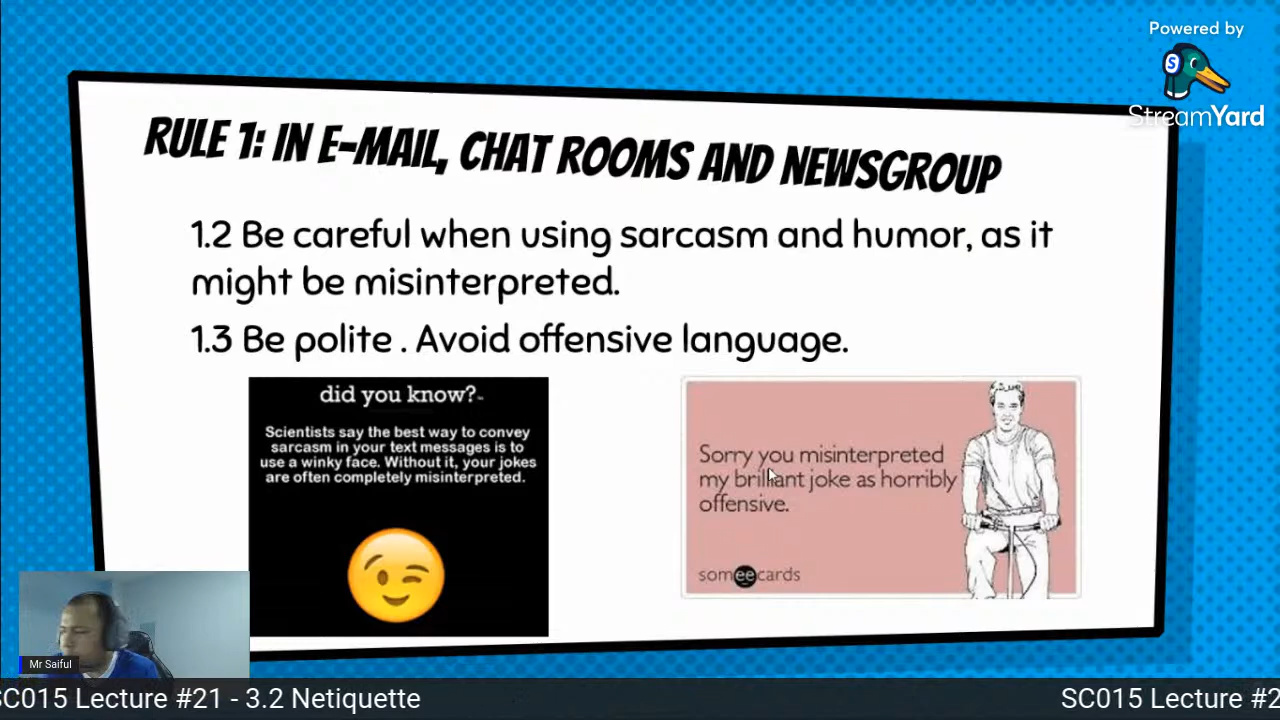 Powered by
StreamYard
RULE 1: IN E-MAIL, CHAT ROOMS AND NEWSGROUP
1.2 Be careful when using sarcasm and humor, as it
might be misinterpreted.
1.3 Be polite . Avoid offensive language.
did you know?
Scientists say the best way to convey
sarcasm in your text messages is to
use a winky face. Without it, your jokes
are often completely misinterpreted.
Sorry you misinterpreted
my brilliant joke as horribly
offensive.
someecards
Mr Saiful
SC015 Lecture #21 - 3.2 Netiquette
SC015 Lecture #2